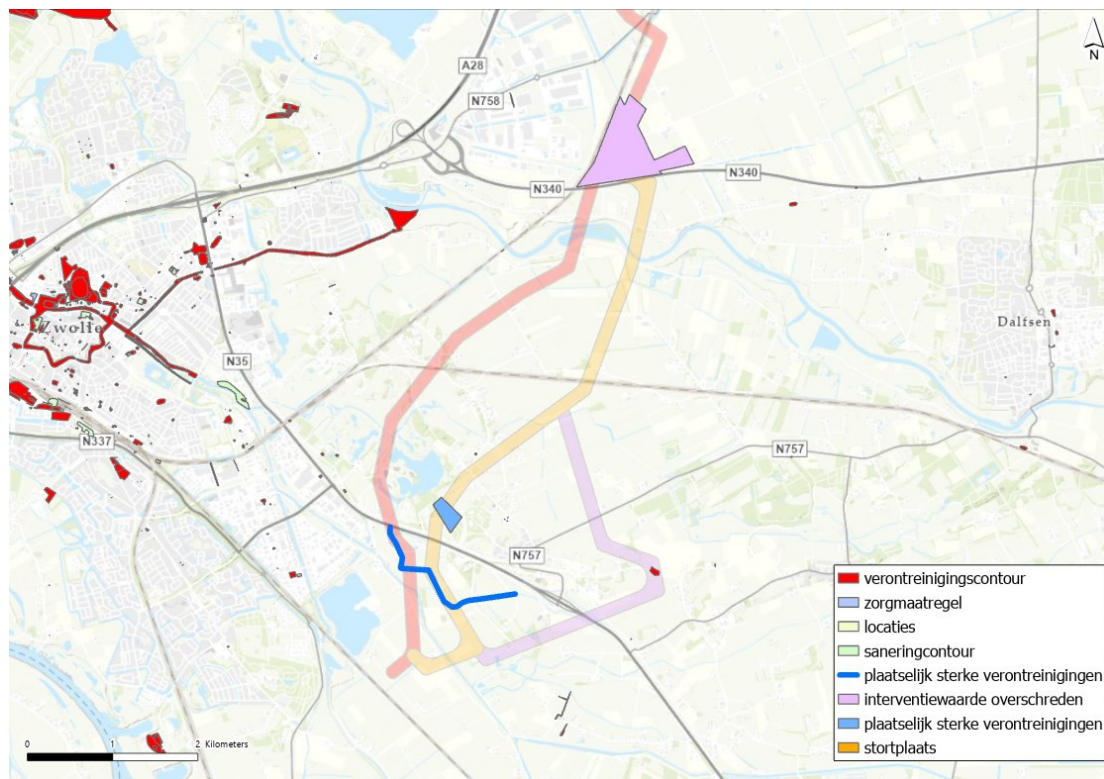 A28
N
N758
N340
N340
Zwolle
Dalfsen
N35
N337
N757
N757
verontreinigingscontour
zorgmaatregel
locaties
saneringcontour
plaatselijk sterke verontreinigingen
interventiewaarde overschreden
plaatselijk sterke verontreinigingen
stortplaats
0 1 2 Kilometers